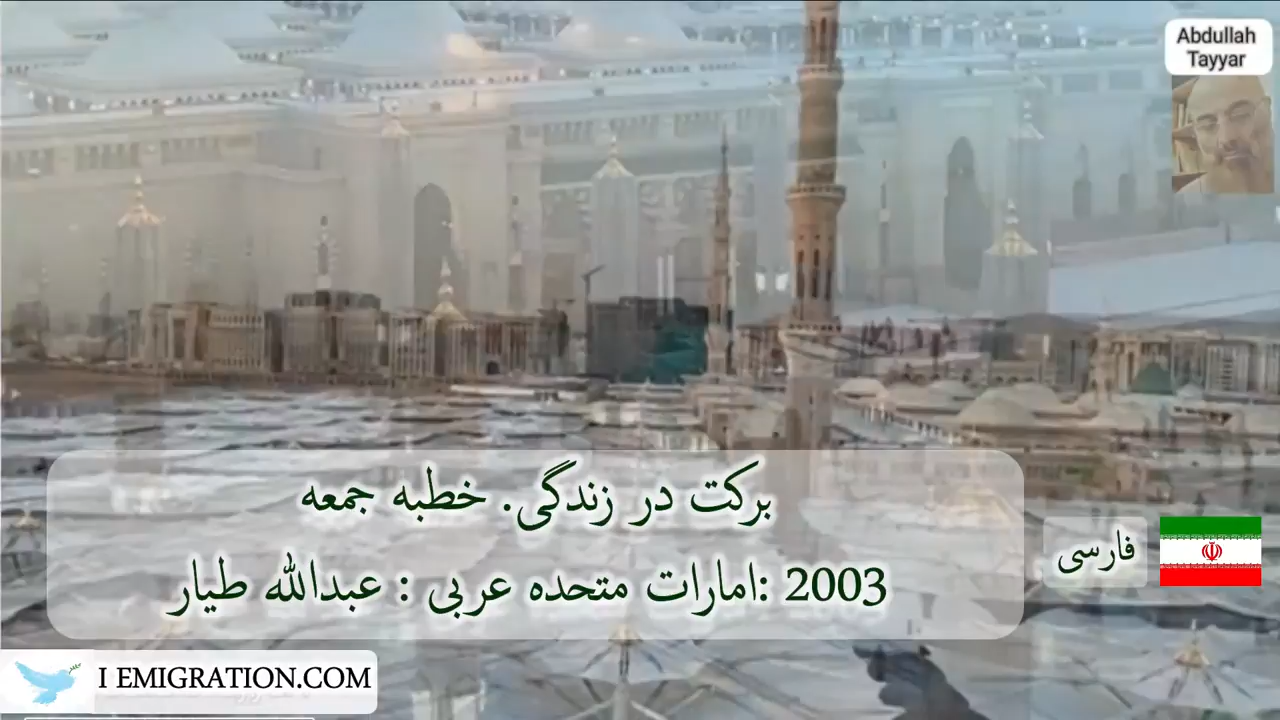 Abdullah
Tayyar
برکت در زندگی. خطبه جمعه
2003 :امارات متحده عربی : عبدالله طیار
فارسی
I EMIGRATION.COM